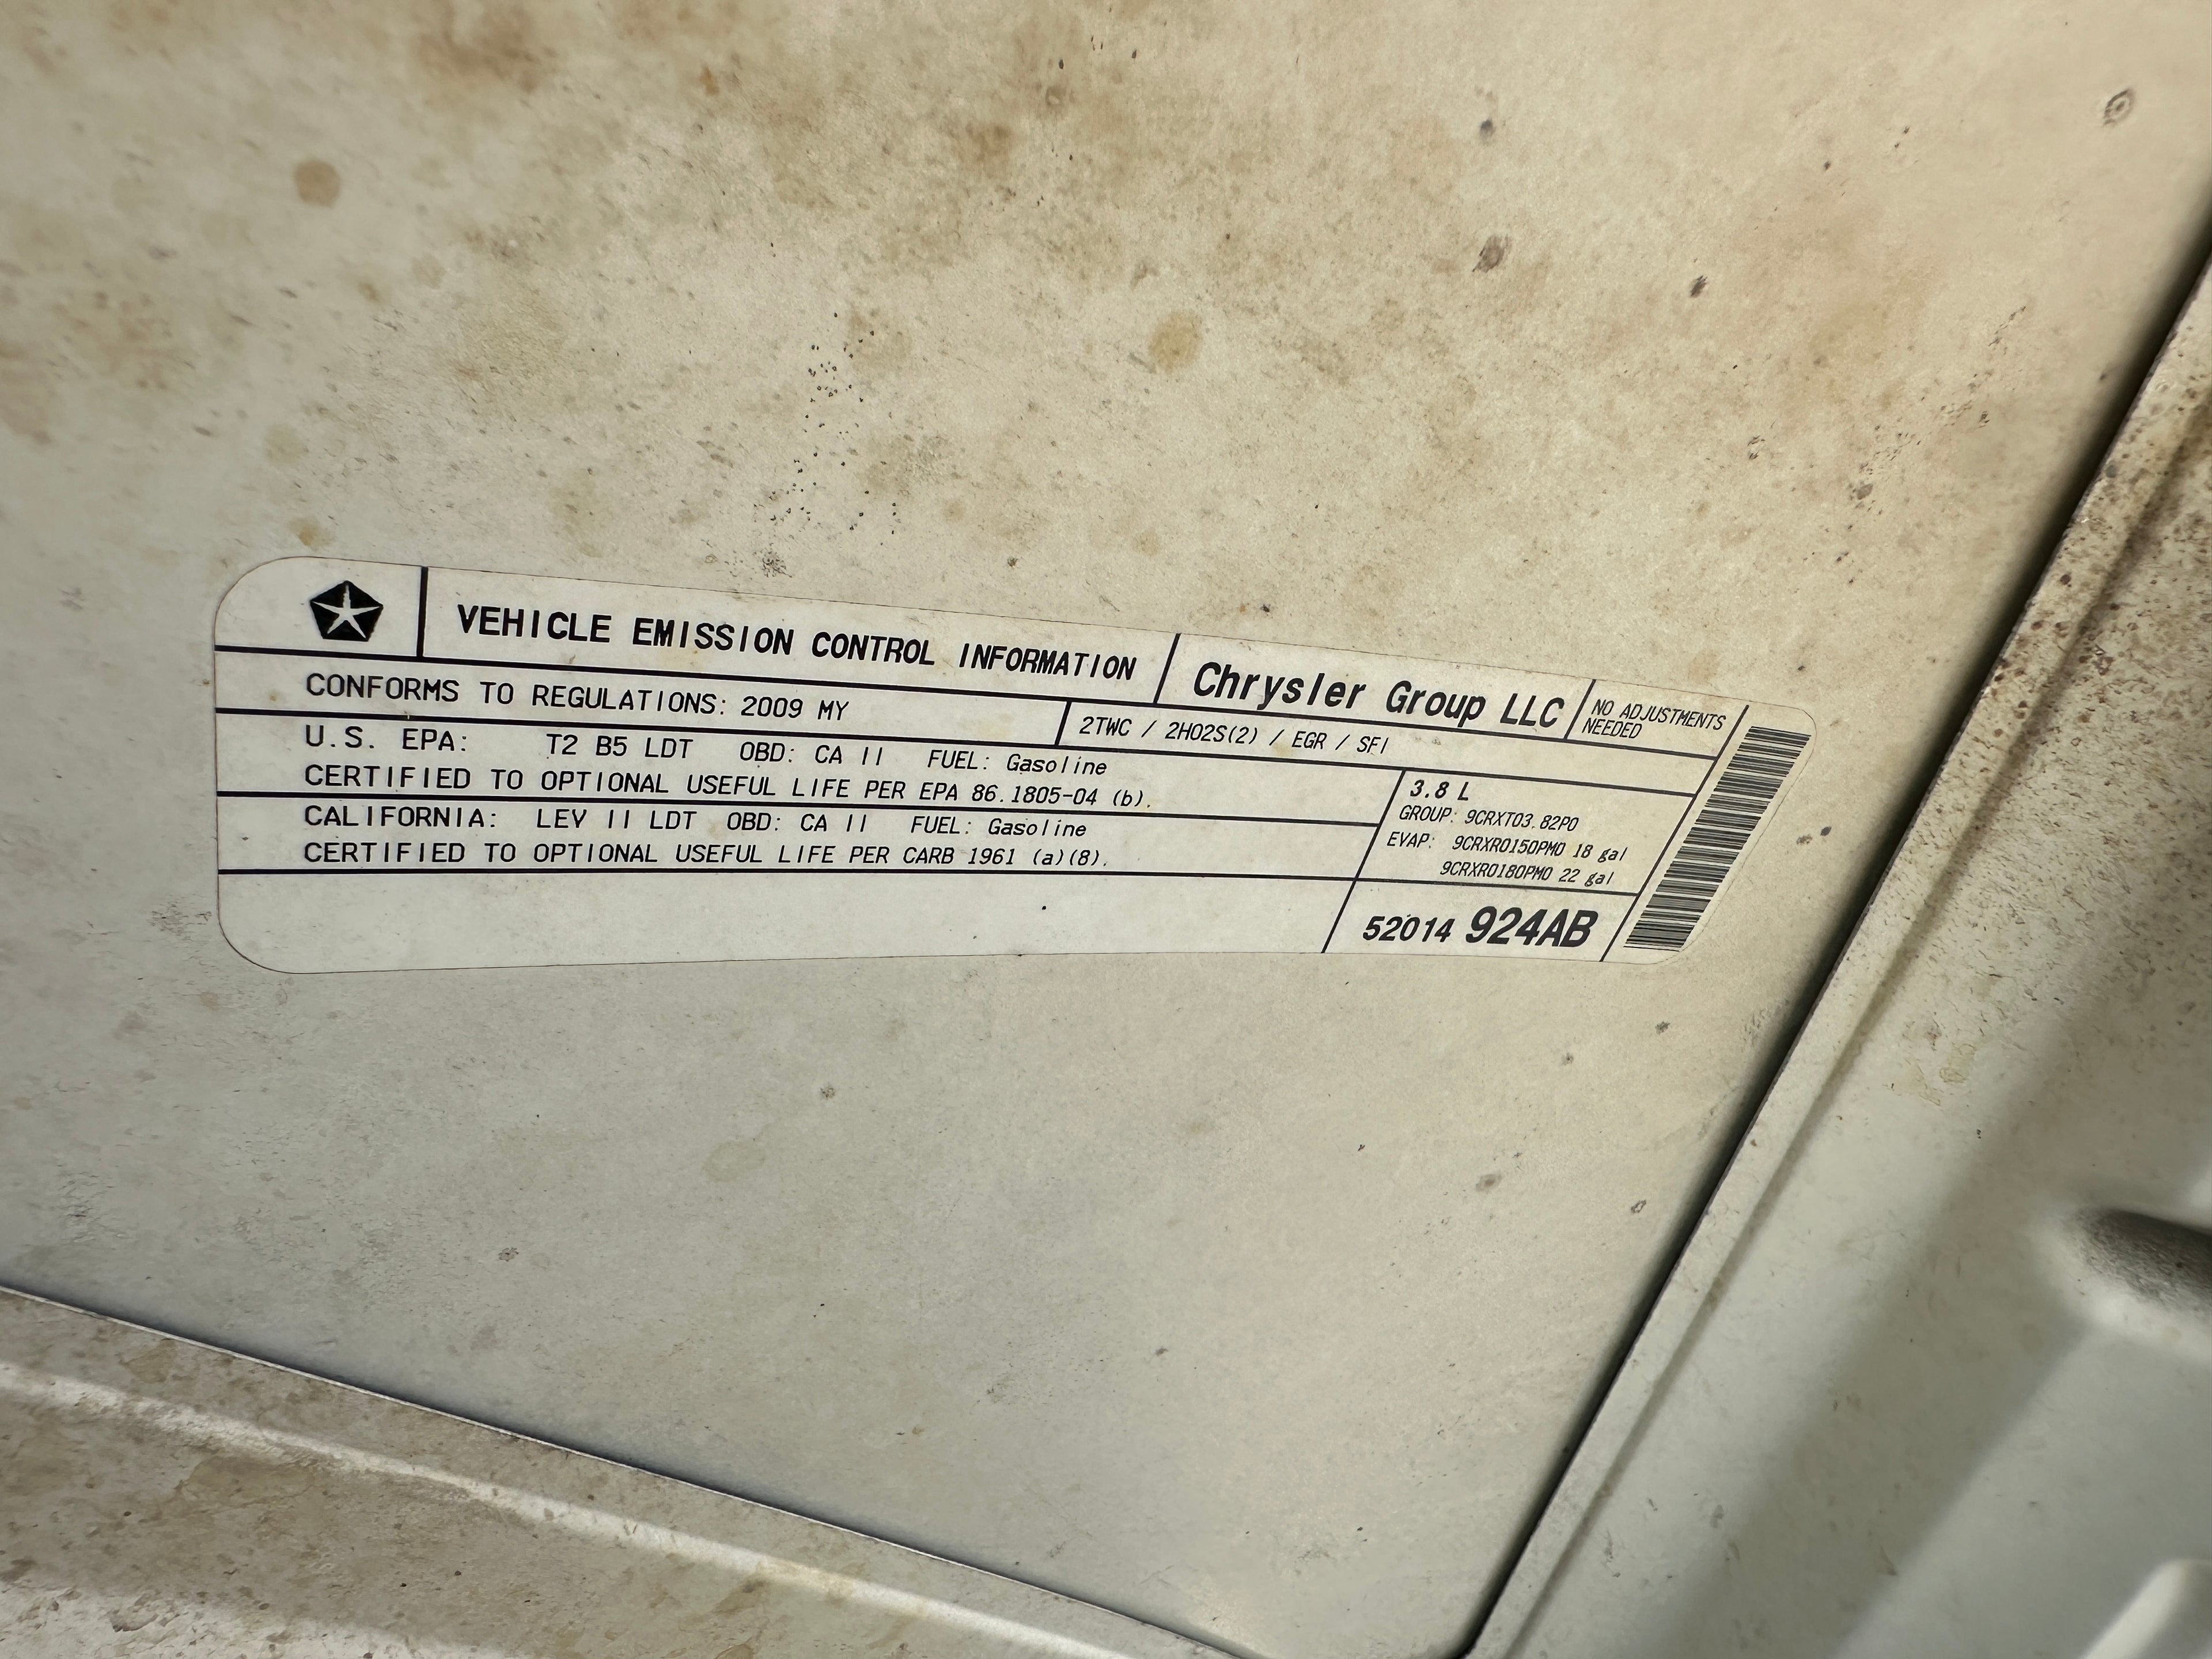 VEHICLE EMISSION CONTROL INFORMATION
Chrysler Group LLC
NO ADJUSTMENTS
NEEDED
CONFORMS TO REGULATIONS: 2009 MY
2TWC / 2HO2S(2) / EGR / SFI
U.S. EPA: T2 B5 LDT OBD: CA II FUEL: Gasoline
CERTIFIED TO OPTIONAL USEFUL LIFE PER EPA 86.1805-04 (b).
CALIFORNIA: LEV II LDT OBD: CA II FUEL: Gasoline
CERTIFIED TO OPTIONAL USEFUL LIFE PER CARB 1961 (a)(8).
3.8 L
GROUP: 9CRXT03.82P0
EVAP: 9CRXR0150PM0 18 gal
9CRXR0180PM0 22 gal
52014 924AB